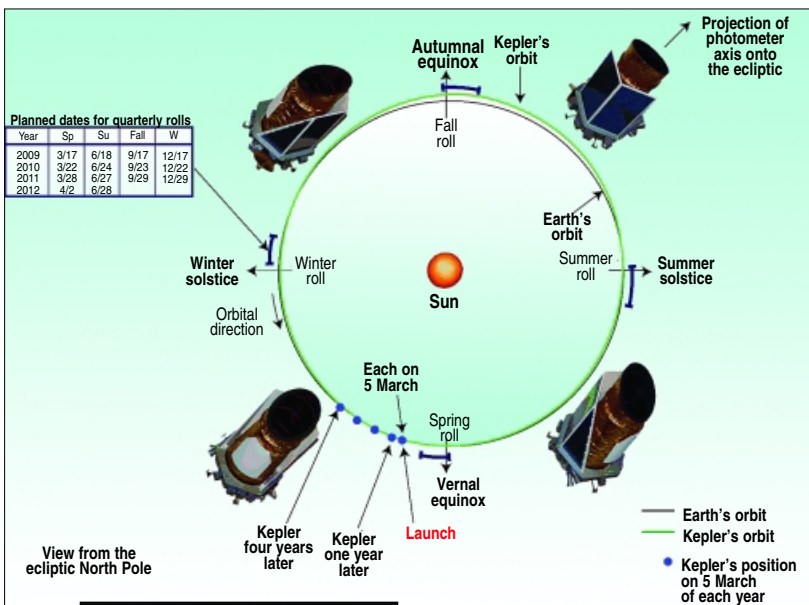 Projection of
photometer
axis onto
the ecliptic
Autumnal
equinox
Kepler's
orbit
Planned dates for quarterly rolls
Year Sp Su Fall W
2009 3/17 6/18 9/17 12/17
2010 3/22 6/24 9/23 12/22
2011 3/28 6/27 9/29 12/29
2012 4/2 6/28
Fall
roll
Earth's
orbit
Winter
solstice
Winter
roll
Summer
roll
Summer
solstice
Sun
Orbital
direction
Each on
5 March
Spring
roll
Vernal
equinox
Kepler
four years
later
Kepler
one year
later
Launch
View from the
ecliptic North Pole
Earth's orbit
Kepler's orbit
Kepler's position
on 5 March
of each year